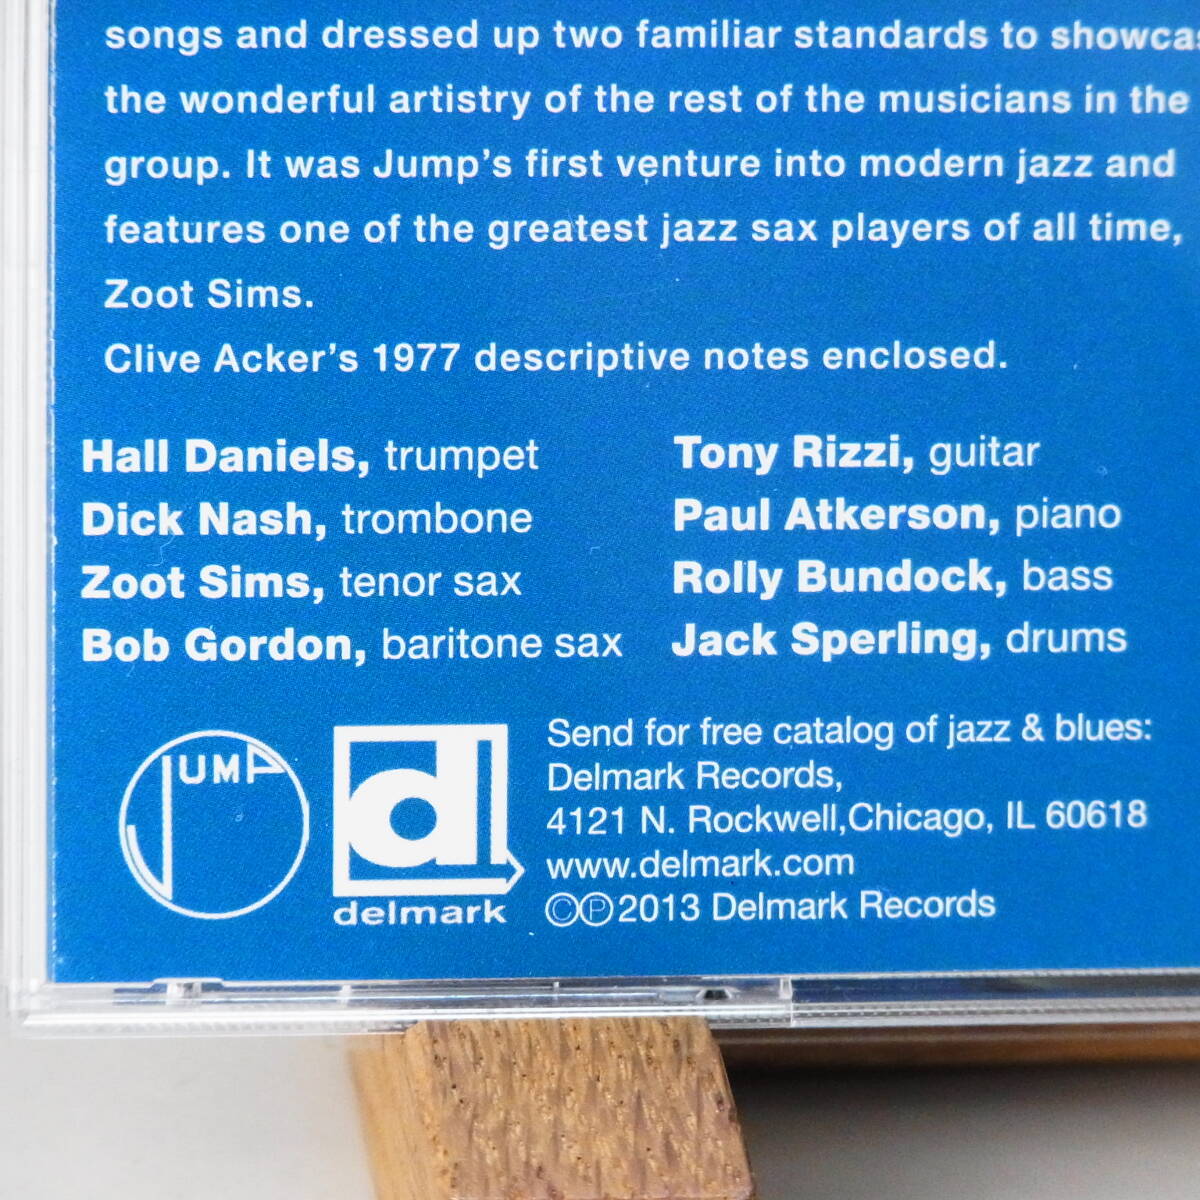 songs and dressed up two familiar standards to
the wonderful artistry of the rest of the musicians in the
group. It was Jump's first venture into modern jazz and
features one of the greatest jazz sax players of all time,
Zoot Sims.
Clive Acker's 1977 descriptive notes enclosed.
Hall Daniels, trumpet
Dick Nash, trombone
Zoot Sims, tenor sax
Bob Gordon, baritone sax
Tony Rizzi, guitar
Paul Atkerson, piano
Rolly Bundock, bass
Jack Sperling, drums
JUMP
delmark
Send for free catalog of jazz & blues:
Delmark Records,
4121 N. Rockwell,Chicago, IL 60618
www.delmark.com
©℗2013 Delmark Records